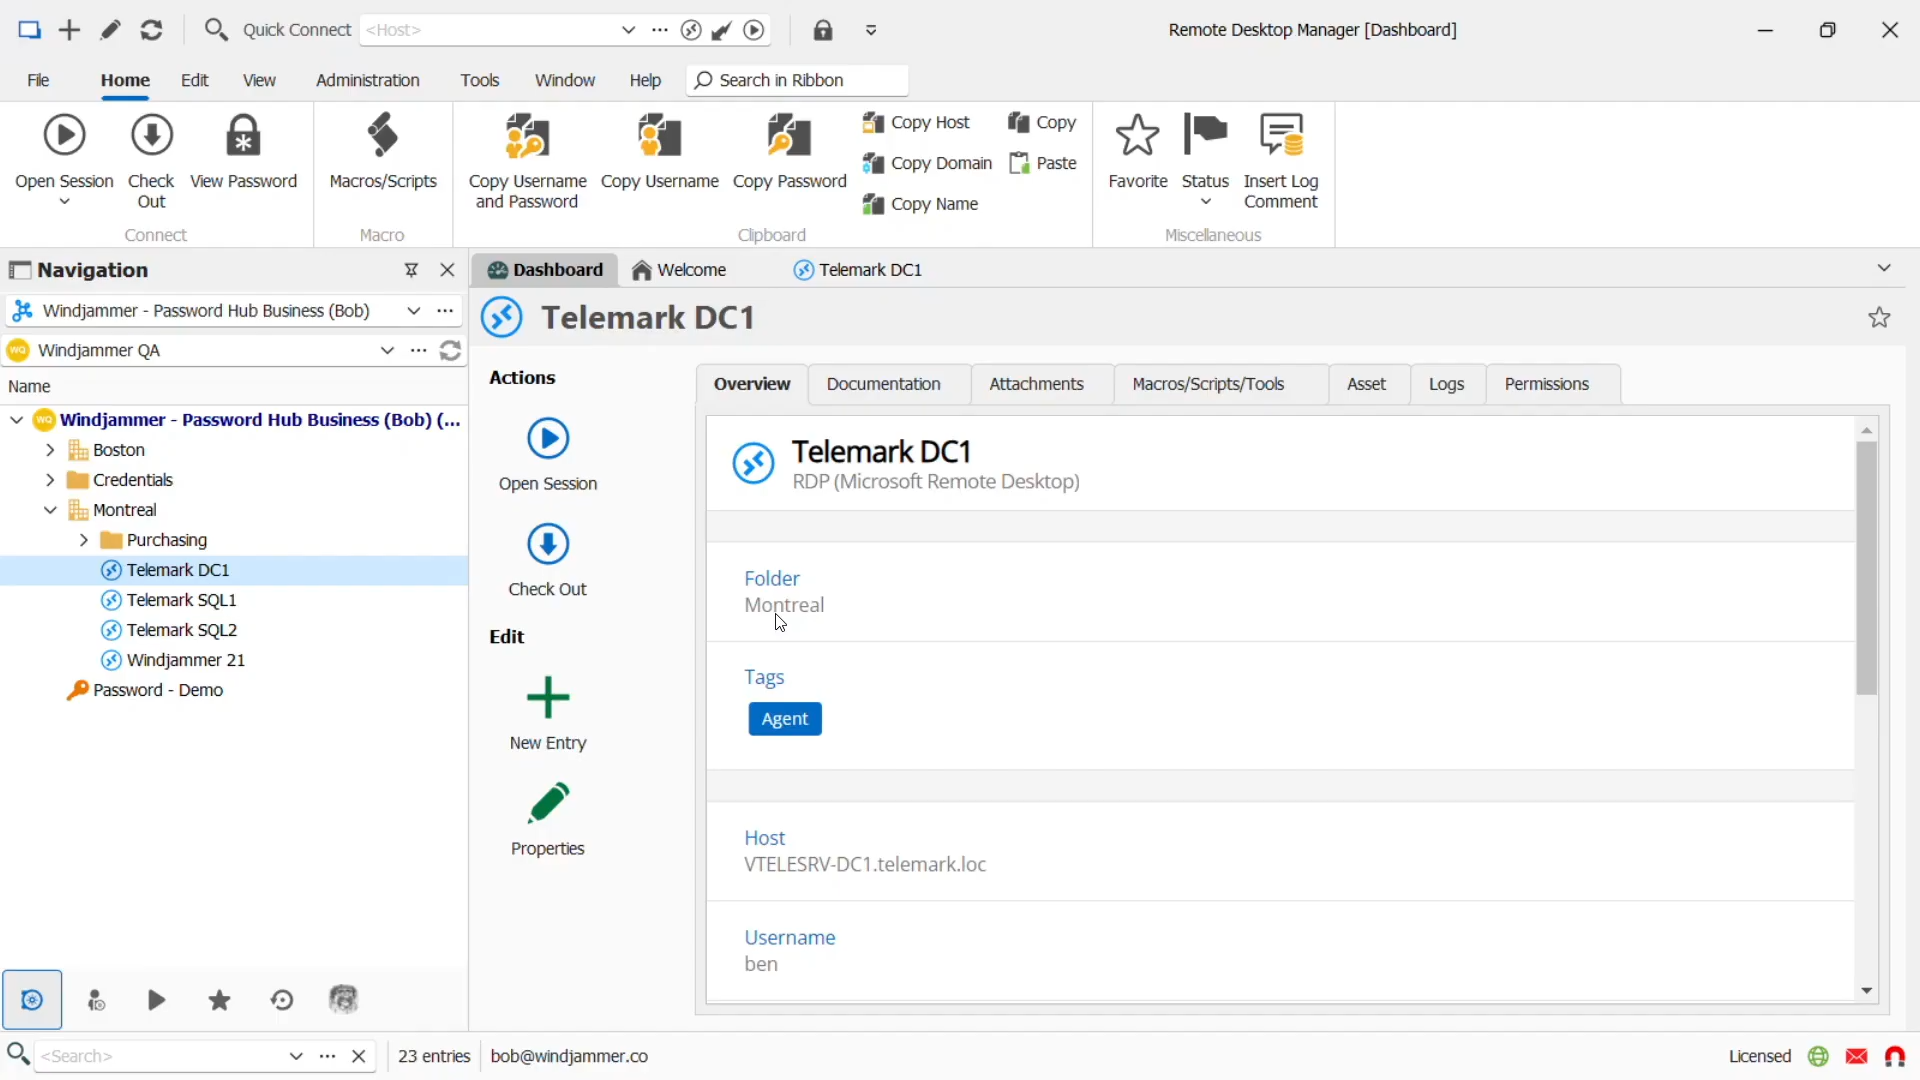 Quick Connect <Host>
Remote Desktop Manager [Dashboard]
File Home Edit View Administration Tools Window Help Search in Ribbon
Open Session
Check Out
View Password
Connect
Macros/Scripts
Macro
Copy Username and Password
Copy Username
Copy Password
Copy Host
Copy Domain
Copy Name
Copy
Paste
Clipboard
Favorite
Status
Insert Log Comment
Miscellaneous
Navigation
Windjammer - Password Hub Business (Bob)
WQ Windjammer QA
Name
WQ Windjammer - Password Hub Business (Bob) (...
Boston
Credentials
Montreal
Purchasing
Telemark DC1
Telemark SQL1
Telemark SQL2
Windjammer 21
Password - Demo
Dashboard Welcome Telemark DC1
Telemark DC1
Actions
Open Session
Check Out
Edit
New Entry
Properties
Overview Documentation Attachments Macros/Scripts/Tools Asset Logs Permissions
Telemark DC1
RDP (Microsoft Remote Desktop)
Folder
Montreal
Tags
Agent
Host
VTELESRV-DC1.telemark.loc
Username
ben
<Search>
23 entries
bob@windjammer.co
Licensed